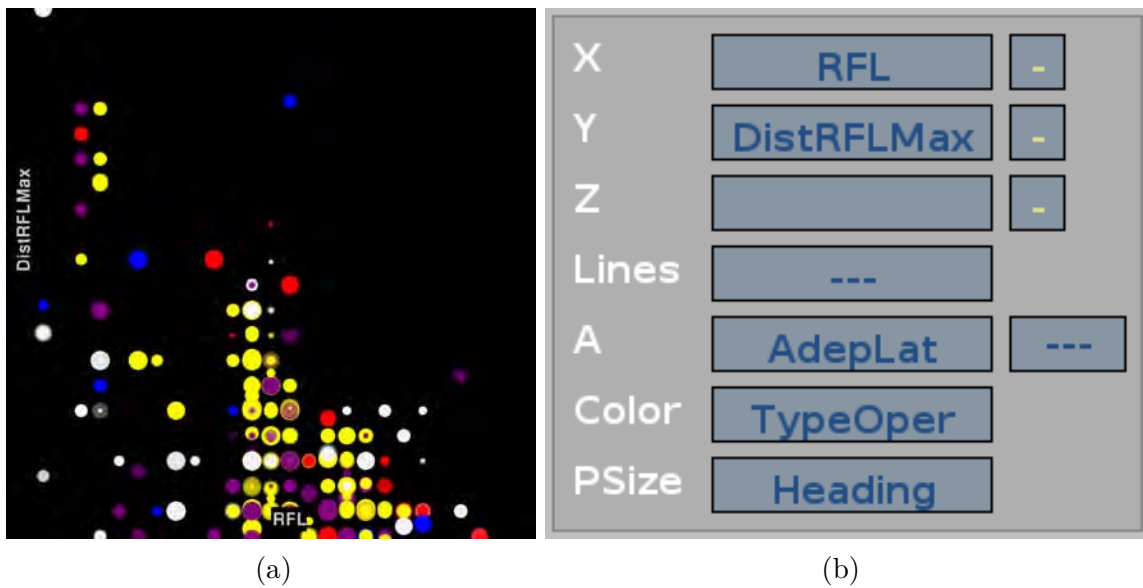 DistRFLMax
RFL
X RFL -
Y DistRFLMax -
Z -
Lines ---
A AdepLat ---
Color TypeOper
PSize Heading
(a) (b)